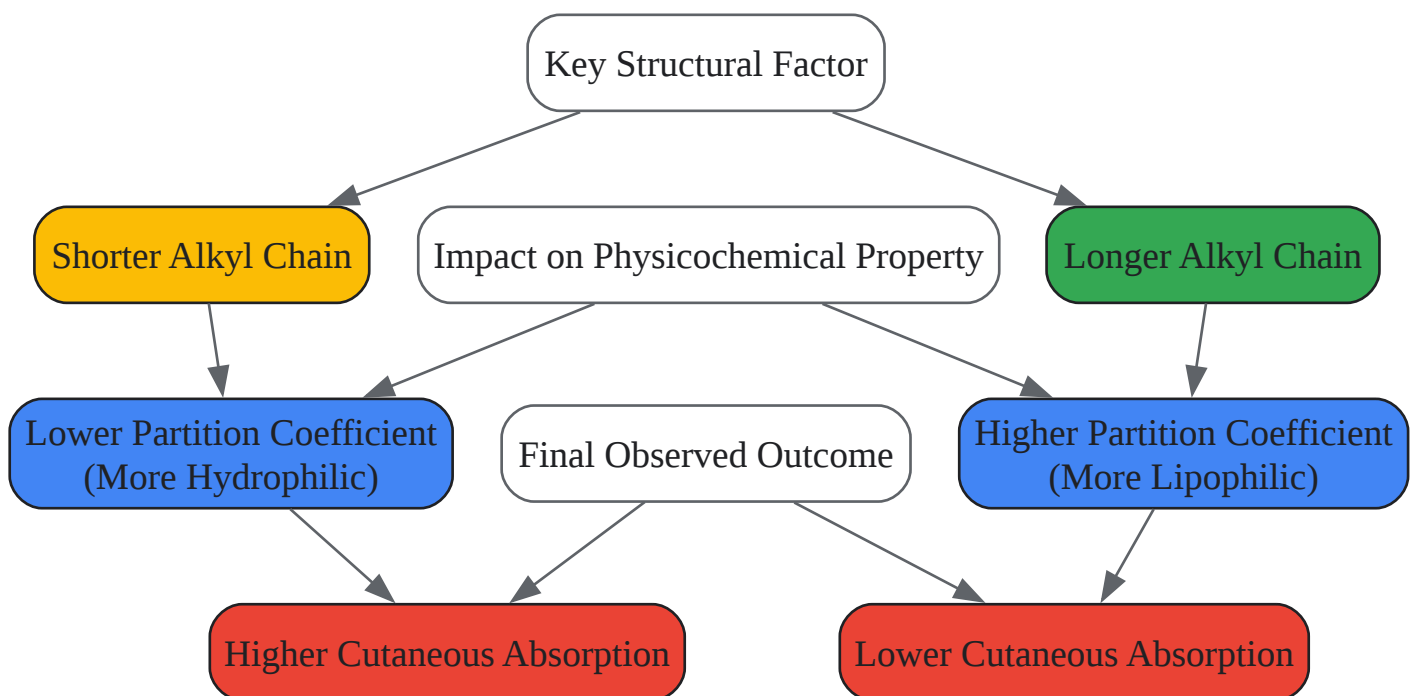 Key Structural Factor
Shorter Alkyl Chain
Impact on Physicochemical Property
Longer Alkyl Chain
Lower Partition Coefficient
(More Hydrophilic)
Final Observed Outcome
Higher Partition Coefficient
(More Lipophilic)
Higher Cutaneous Absorption
Lower Cutaneous Absorption